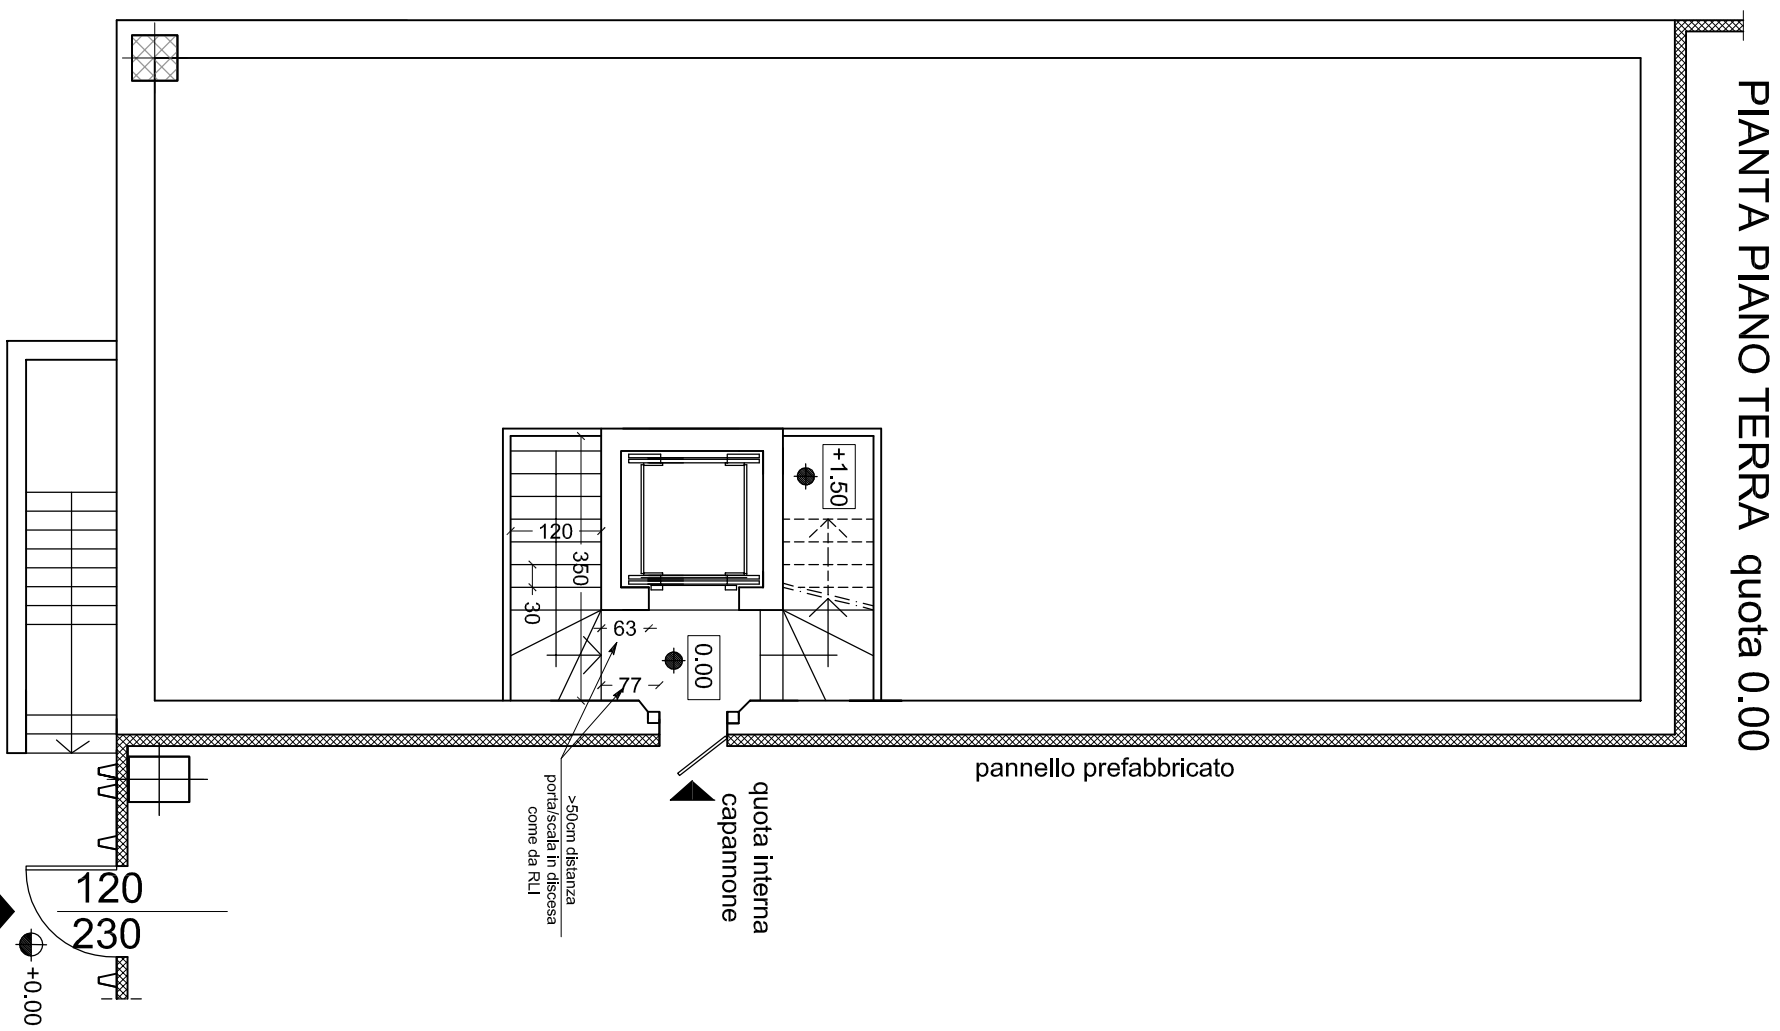 PIANTA PIANO TERRA quota 0.00
+1.50
120
350
30
63
0.00
77
pannello prefabbricato
quota interna
capannone
>50cm distanza
porta/scala in discesa
come da RLI
120
230
+0.00